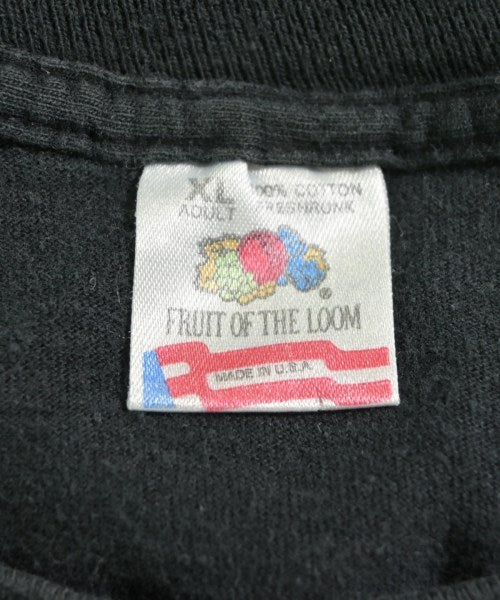 XL 100% COTTON
ADULT PRESHRUNK
®
FRUIT OF THE LOOM
MADE IN U.S.A.